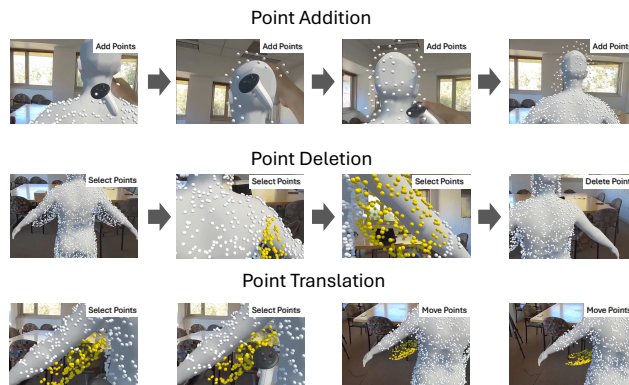 Point Addition
Add Points
Add Points
Add Points
Add Points
Point Deletion
Select Points
Select Points
Select Points
Delete Point
Point Translation
Select Points
Select Points
Move Points
Move Points